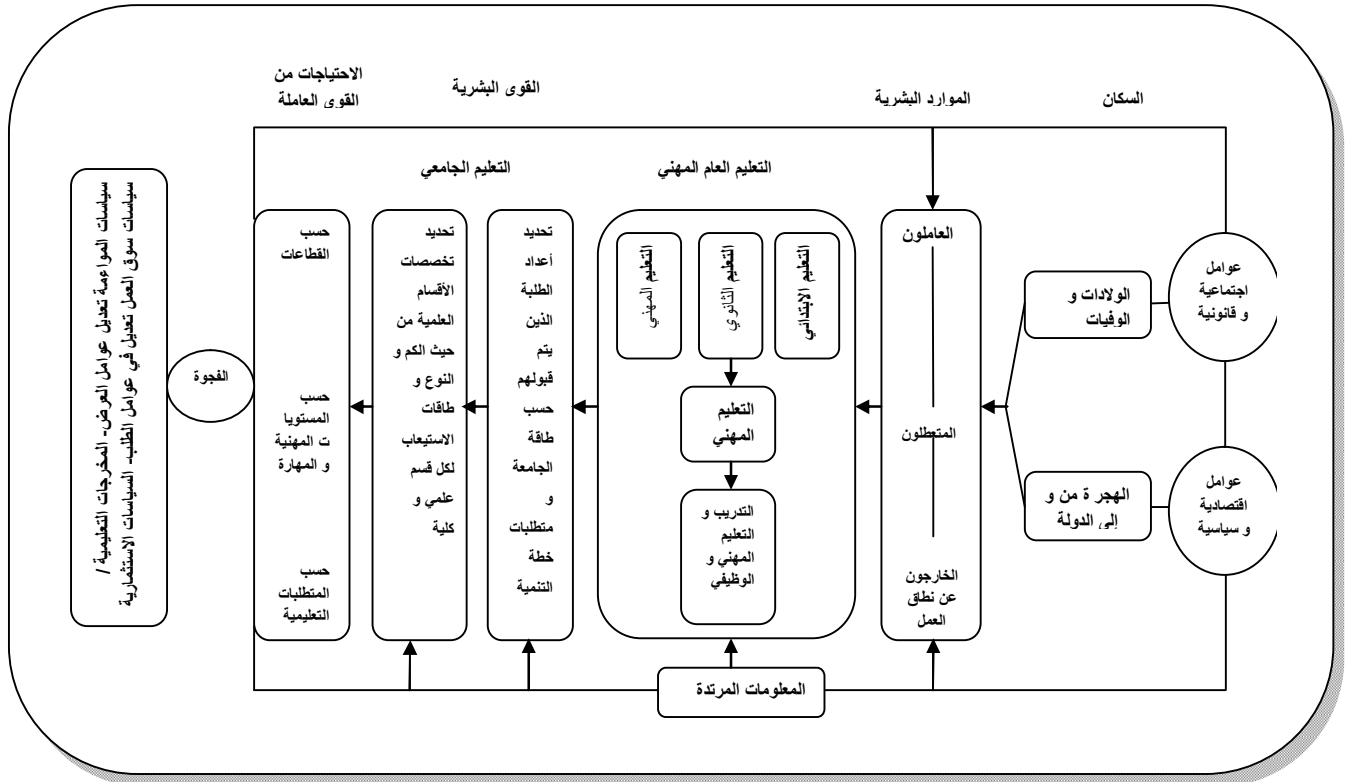 السكان
الموارد البشرية
القوى البشرية
الاحتياجات من
القوى العاملة
التعليم العام المهني
التعليم الجامعي
عوامل
اجتماعية
و قانونية
عوامل
اقتصادية
و سياسية
الولادات و
الوفيات
الهجر ة من و
إلى الدولة
العاملون
المتعطلون
الخارجون
عن نطاق
العمل
التعليم الابتدائي
التعليم الثانوي
التعليم المهني
التعليم
المهني
التدريب و
التعليم
المهني و
الوظيفي
تحديد
أعداد
الطلبة
الذين
يتم
قبولهم
حسب
طاقة
الجامعة
و
متطلبات
خطة
التنمية
تحديد
تخصصات
الأقسام
العلمية من
حيث الكم و
النوع و
طاقات
الاستيعاب
لكل قسم
علمي و
كلية
حسب
القطاعات
حسب
المستويا
ت المهنية
و المهارة
حسب
المتطلبات
التعليمية
الفجوة
سياسات المواءمة تعديل عوامل العرض- المخرجات التعليمية /
سياسات سوق العمل تعديل في عوامل الطلب- السياسات الاستثمارية
المعلومات المرتدة